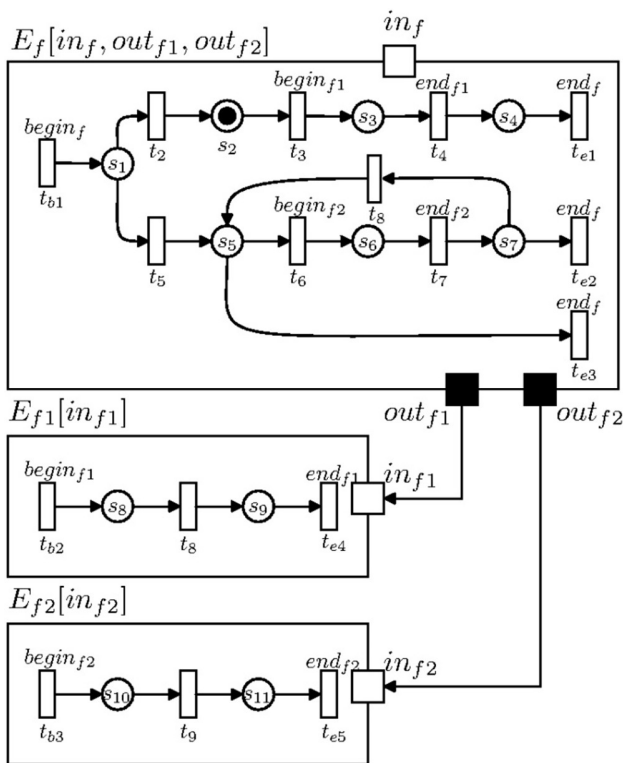 E_f[in_f, out_f1, out_f2]
in_f
begin_f1 end_f1 end_f
begin_f
s_1 s_3 s_4
t_2 s_2 t_3 t_4 t_e1
t_b1
begin_f2 t_8 end_f2 end_f
s_5 s_6 s_7
t_5 t_6 t_7 t_e2
end_f
t_e3
out_f1 out_f2
E_f1[in_f1]
begin_f1 end_f1 in_f1
s_8 s_9
t_b2 t_8 t_e4
E_f2[in_f2]
begin_f2 end_f2 in_f2
s_10 s_11
t_b3 t_9 t_e5